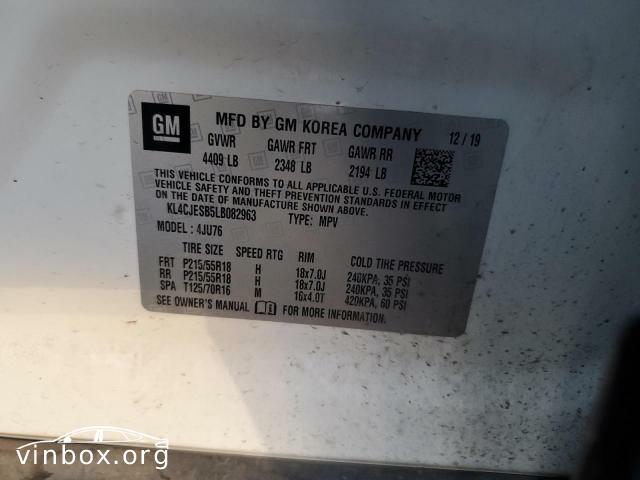 GM
MFD BY GM KOREA COMPANY 12/19
GVWR GAWR FRT GAWR RR
4409 LB 2348 LB 2194 LB
THIS VEHICLE CONFORMS TO ALL APPLICABLE U.S. FEDERAL MOTOR
VEHICLE SAFETY AND THEFT PREVENTION STANDARDS IN EFFECT
ON THE DATE OF MANUFACTURE SHOWN ABOVE.
KL4CJESB5LB082963 TYPE: MPV
MODEL: 4JU76
TIRE SIZE SPEED RTG RIM COLD TIRE PRESSURE
FRT P215/55R18 H 18x7.0J 240KPA, 35 PSI
RR P215/55R18 H 18x7.0J 240KPA, 35 PSI
SPA T125/70R16 M 16x4.0T 420KPA, 60 PSI
SEE OWNER'S MANUAL FOR MORE INFORMATION.
vinbox.org